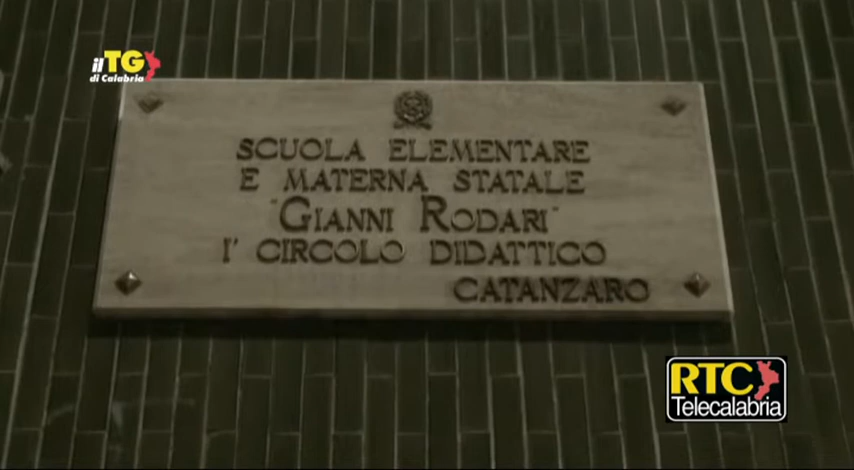 il TG
di Calabria
SCUOLA ELEMENTARE
E MATERNA STATALE
"GIANNI RODARI"
I° CIRCOLO DIDATTICO
CATANZARO
RTC
Telecalabria